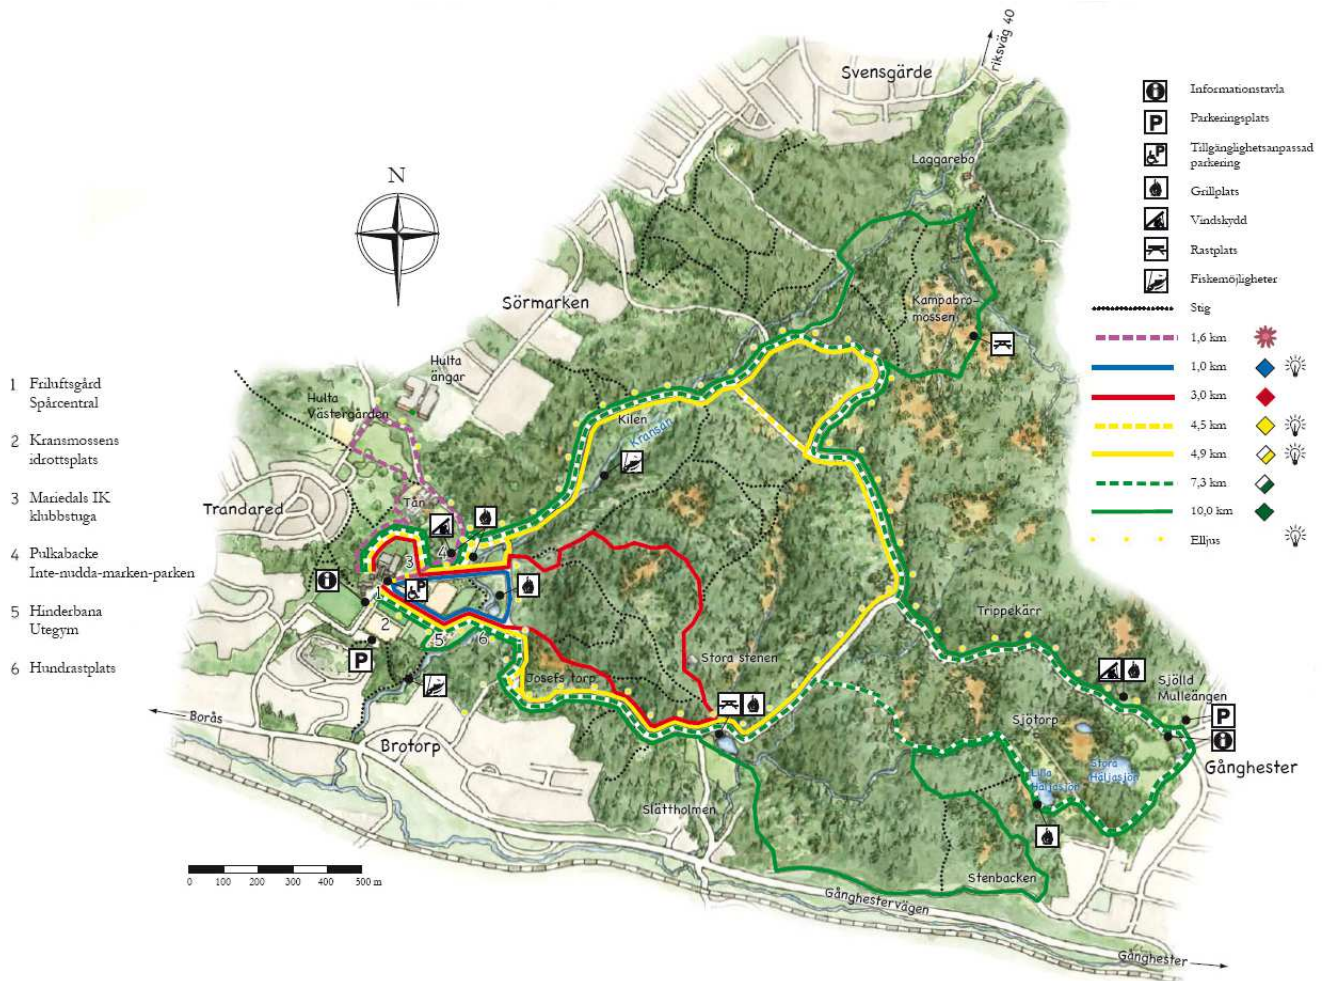 riksväg 40
Svensgärde
Laggarebo
N
Sörmarken
Kampabro-
mossen
Hulta
ängar
Hulta
Västergården
Kilen
Kransån
Trandared
Tån
4
3
1
2
5
6
P
P
Josefs torp
Stora stenen
Trippekärr
Sjölid
Mulleängen
P
Sjötorp
Stora
Häljasjön
Lilla
Häljasjön
Gånghester
Borås
Brotorp
Slättholmen
Stenbacken
Gånghestervägen
Gånghester
0 100 200 300 400 500 m
1 Friluftsgård
Spårcentral
2 Kransmossens
idrottsplats
3 Mariedals IK
klubbstuga
4 Pulkabacke
Inte-nudda-marken-parken
5 Hinderbana
Utegym
6 Hundrastplats
Informationstavla
P Parkeringsplats
P Tillgänglighetsanpassad
parkering
Grillplats
Vindskydd
Rastplats
Fiskemöjligheter
Stig
1,6 km
1,0 km
3,0 km
4,5 km
4,9 km
7,3 km
10,0 km
Elljus